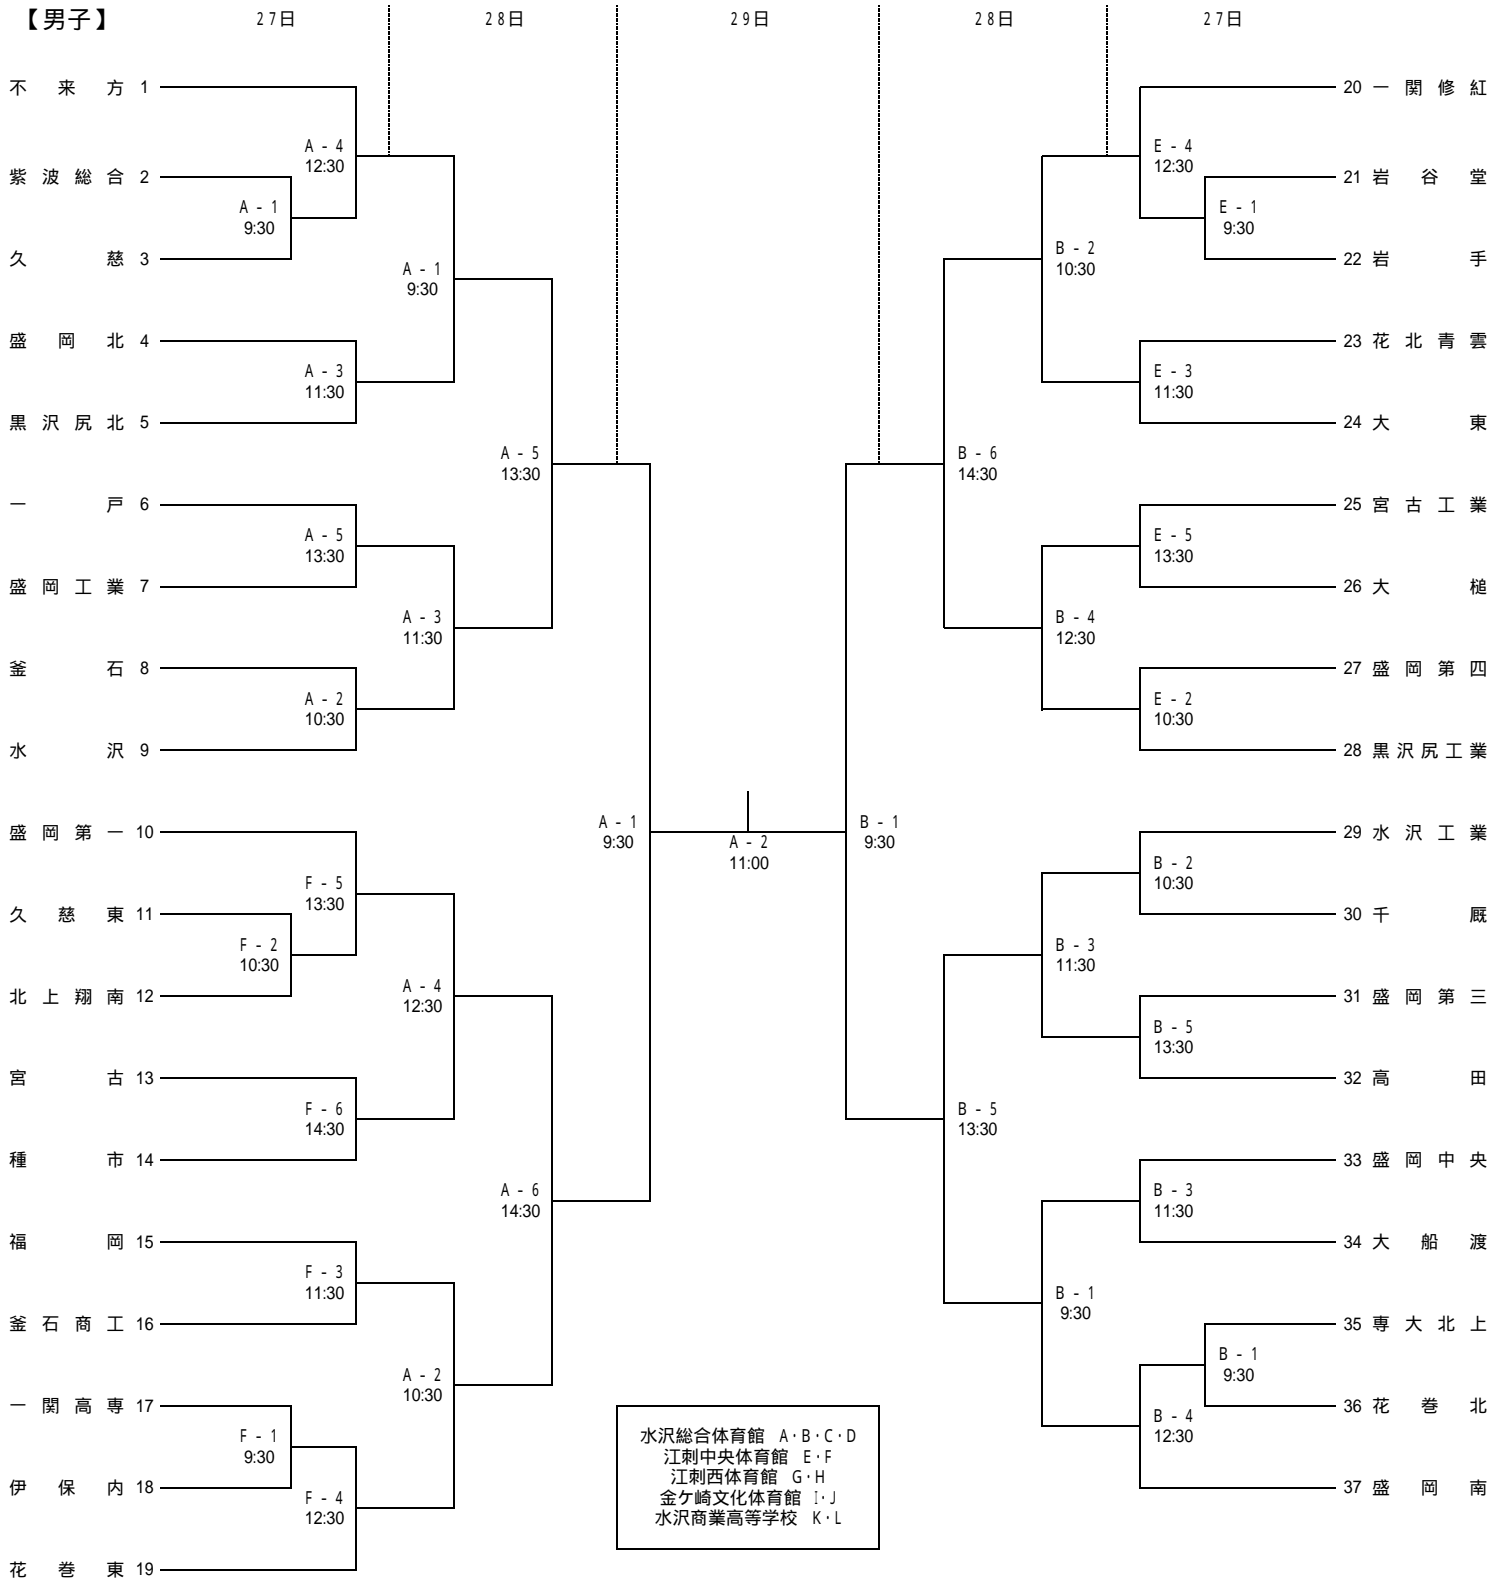 【男子】 27日 28日 29日 28日 27日
不来方 1
A - 4
12:30
紫波総合 2
A - 1
9:30
久慈 3
A - 1
9:30
盛岡北 4
A - 3
11:30
黒沢尻北 5
A - 5
13:30
一戸 6
A - 5
13:30
盛岡工業 7
A - 3
11:30
釜石 8
A - 2
10:30
水沢 9
盛岡第一 10
A - 1
9:30
F - 5
13:30
久慈東 11
F - 2
10:30
北上翔南 12
A - 4
12:30
宮古 13
F - 6
14:30
種市 14
A - 6
14:30
福岡 15
F - 3
11:30
釜石商工 16
A - 2
10:30
一関高専 17
F - 1
9:30
伊保内 18
F - 4
12:30
花巻東 19
A - 2
11:00
20 一関修紅
E - 4
12:30
21 岩谷堂
E - 1
9:30
22 岩手
B - 2
10:30
23 花北青雲
E - 3
11:30
24 大東
B - 6
14:30
25 宮古工業
E - 5
13:30
26 大槌
B - 4
12:30
27 盛岡第四
E - 2
10:30
28 黒沢尻工業
B - 1
9:30
29 水沢工業
B - 2
10:30
30 千厩
B - 3
11:30
31 盛岡第三
B - 5
13:30
32 高田
B - 5
13:30
33 盛岡中央
B - 3
11:30
34 大船渡
B - 1
9:30
35 専大北上
B - 1
9:30
36 花巻北
B - 4
12:30
37 盛岡南
水沢総合体育館 A・B・C・D
江刺中央体育館 E・F
江刺西体育館 G・H
金ケ崎文化体育館 I・J
水沢商業高等学校 K・L